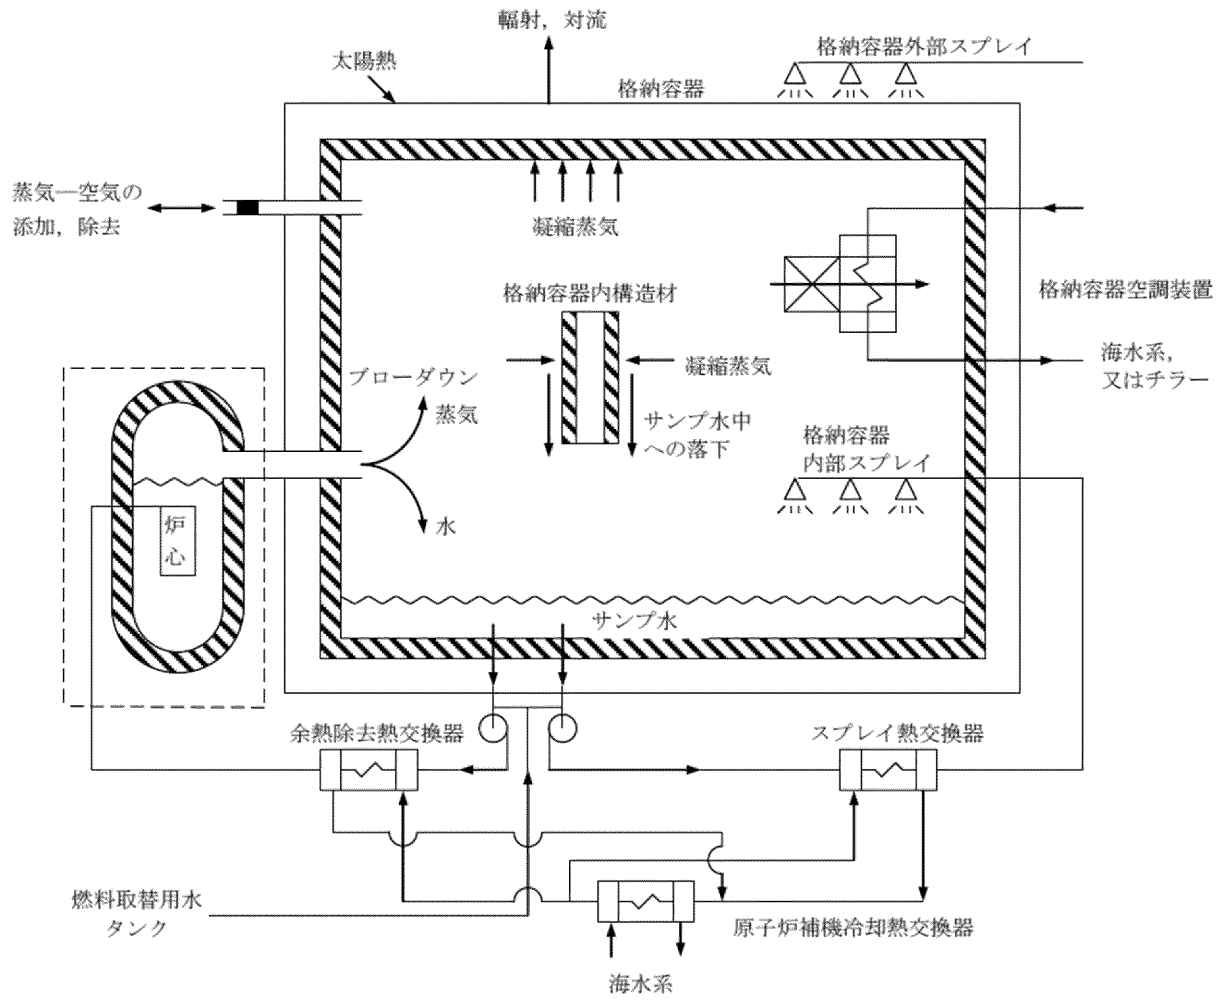 輻射，対流
格納容器外部スプレイ
太陽熱
格納容器
蒸気―空気の
添加，除去
凝縮蒸気
格納容器内構造材
格納容器空調装置
海水系，
又はチラー
ブローダウン
蒸気
凝縮蒸気
サンプ水中
への落下
格納容器
内部スプレイ
水
炉
心
サンプ水
余熱除去熱交換器
スプレイ熱交換器
燃料取替用水
タンク
原子炉補機冷却熱交換器
海水系